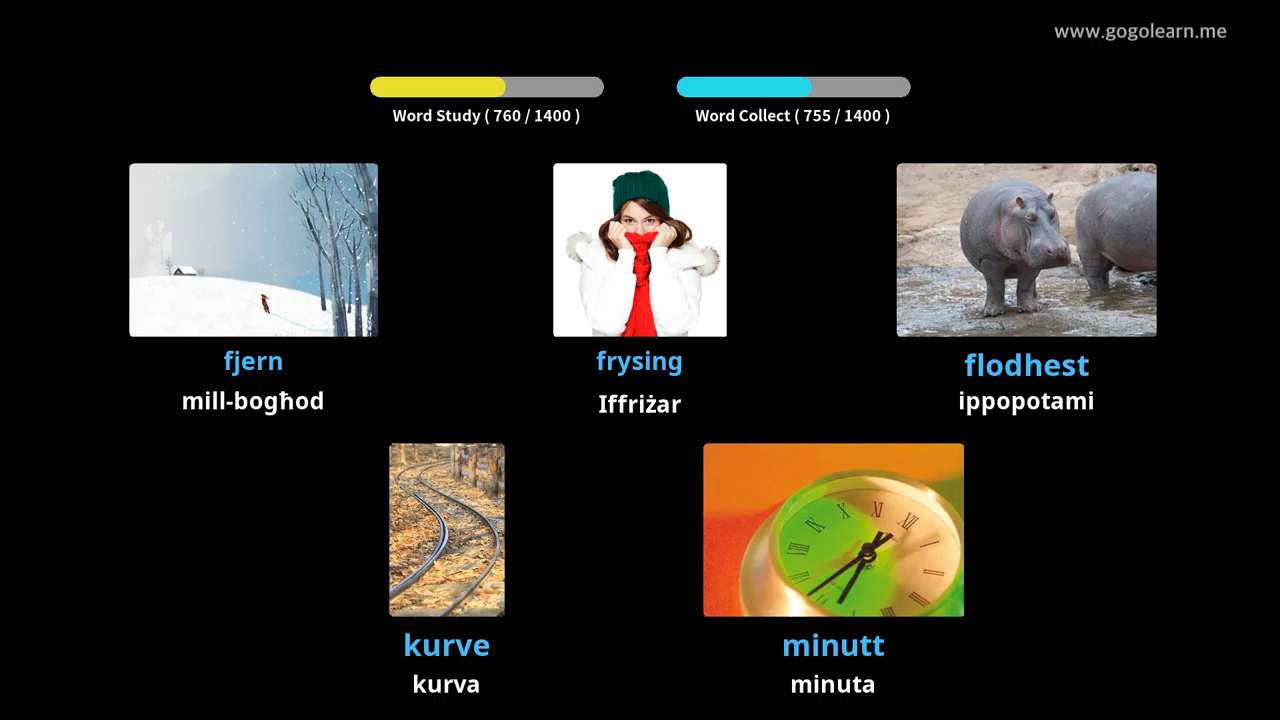 www.gogolearn.me
Word Study ( 760 / 1400 )
Word Collect ( 755 / 1400 )
fjern
frysing
flodhest
mill-bogħod
Iffriżar
ippopotami
kurve
minutt
kurva
minuta